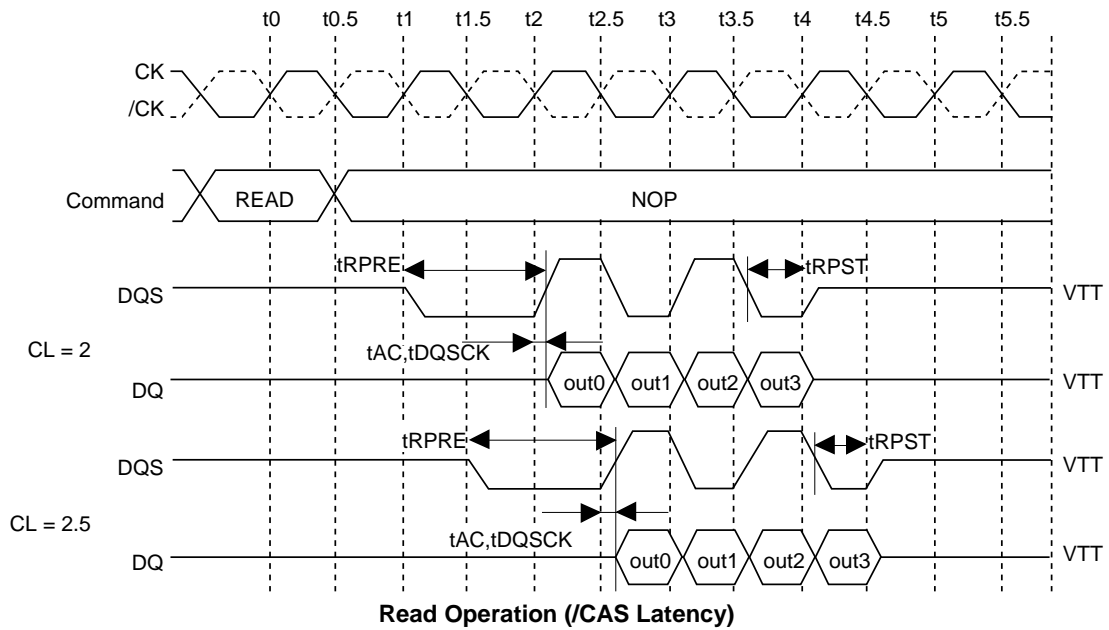 t0 t0.5 t1 t1.5 t2 t2.5 t3 t3.5 t4 t4.5 t5 t5.5
CK
/CK
Command READ NOP
tRPRE tRPST
DQS VTT
CL = 2
tAC,tDQSCK
DQ out0 out1 out2 out3 VTT
tRPRE tRPST
DQS VTT
CL = 2.5
tAC,tDQSCK
DQ out0 out1 out2 out3 VTT
Read Operation (/CAS Latency)